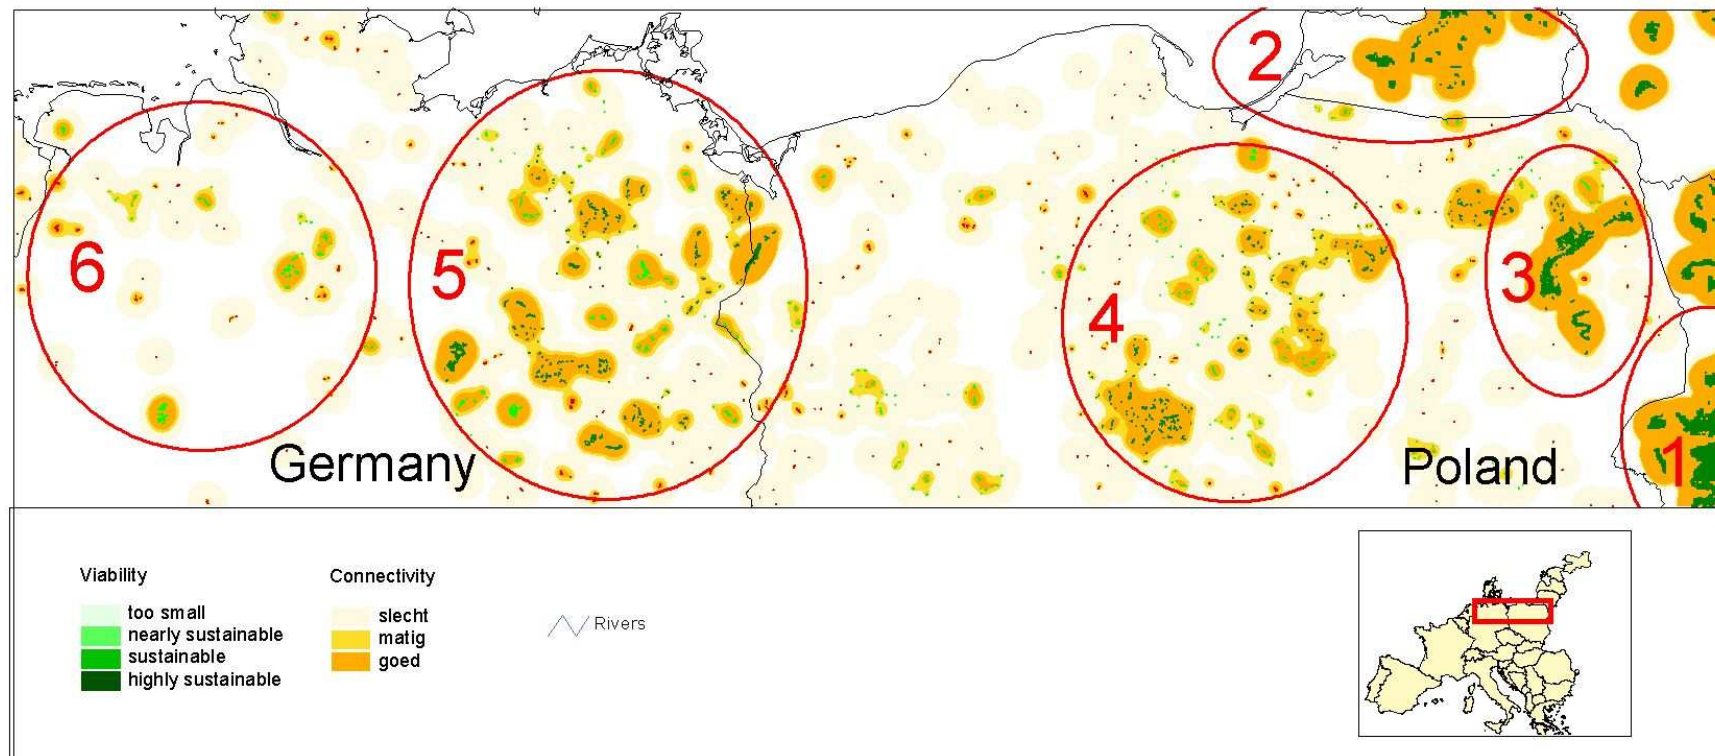 2
6
5
3
4
Germany
Poland
1
Viability
too small
nearly sustainable
sustainable
highly sustainable
Connectivity
slecht
matig
goed
Rivers